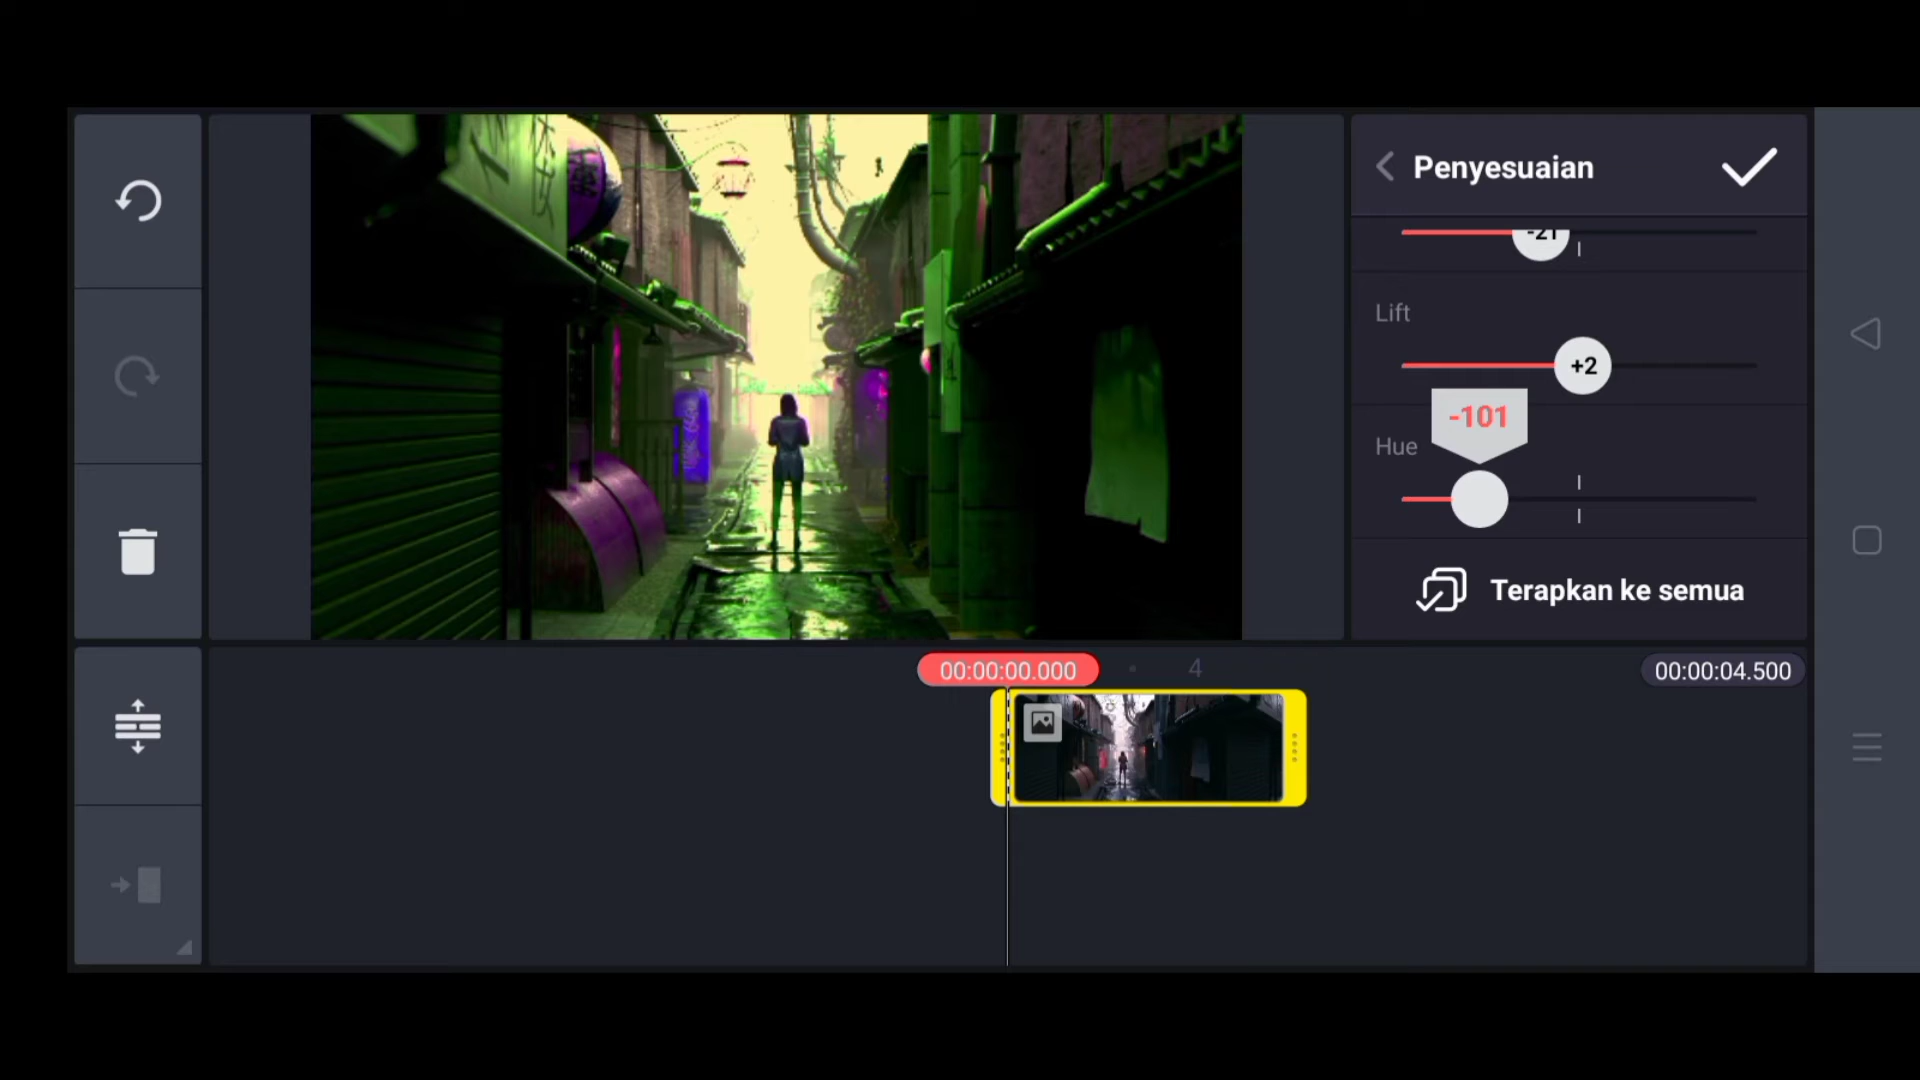 Penyesuaian
-21
Lift
+2
-101
Hue
Terapkan ke semua
00:00:00.000
4
00:00:04.500